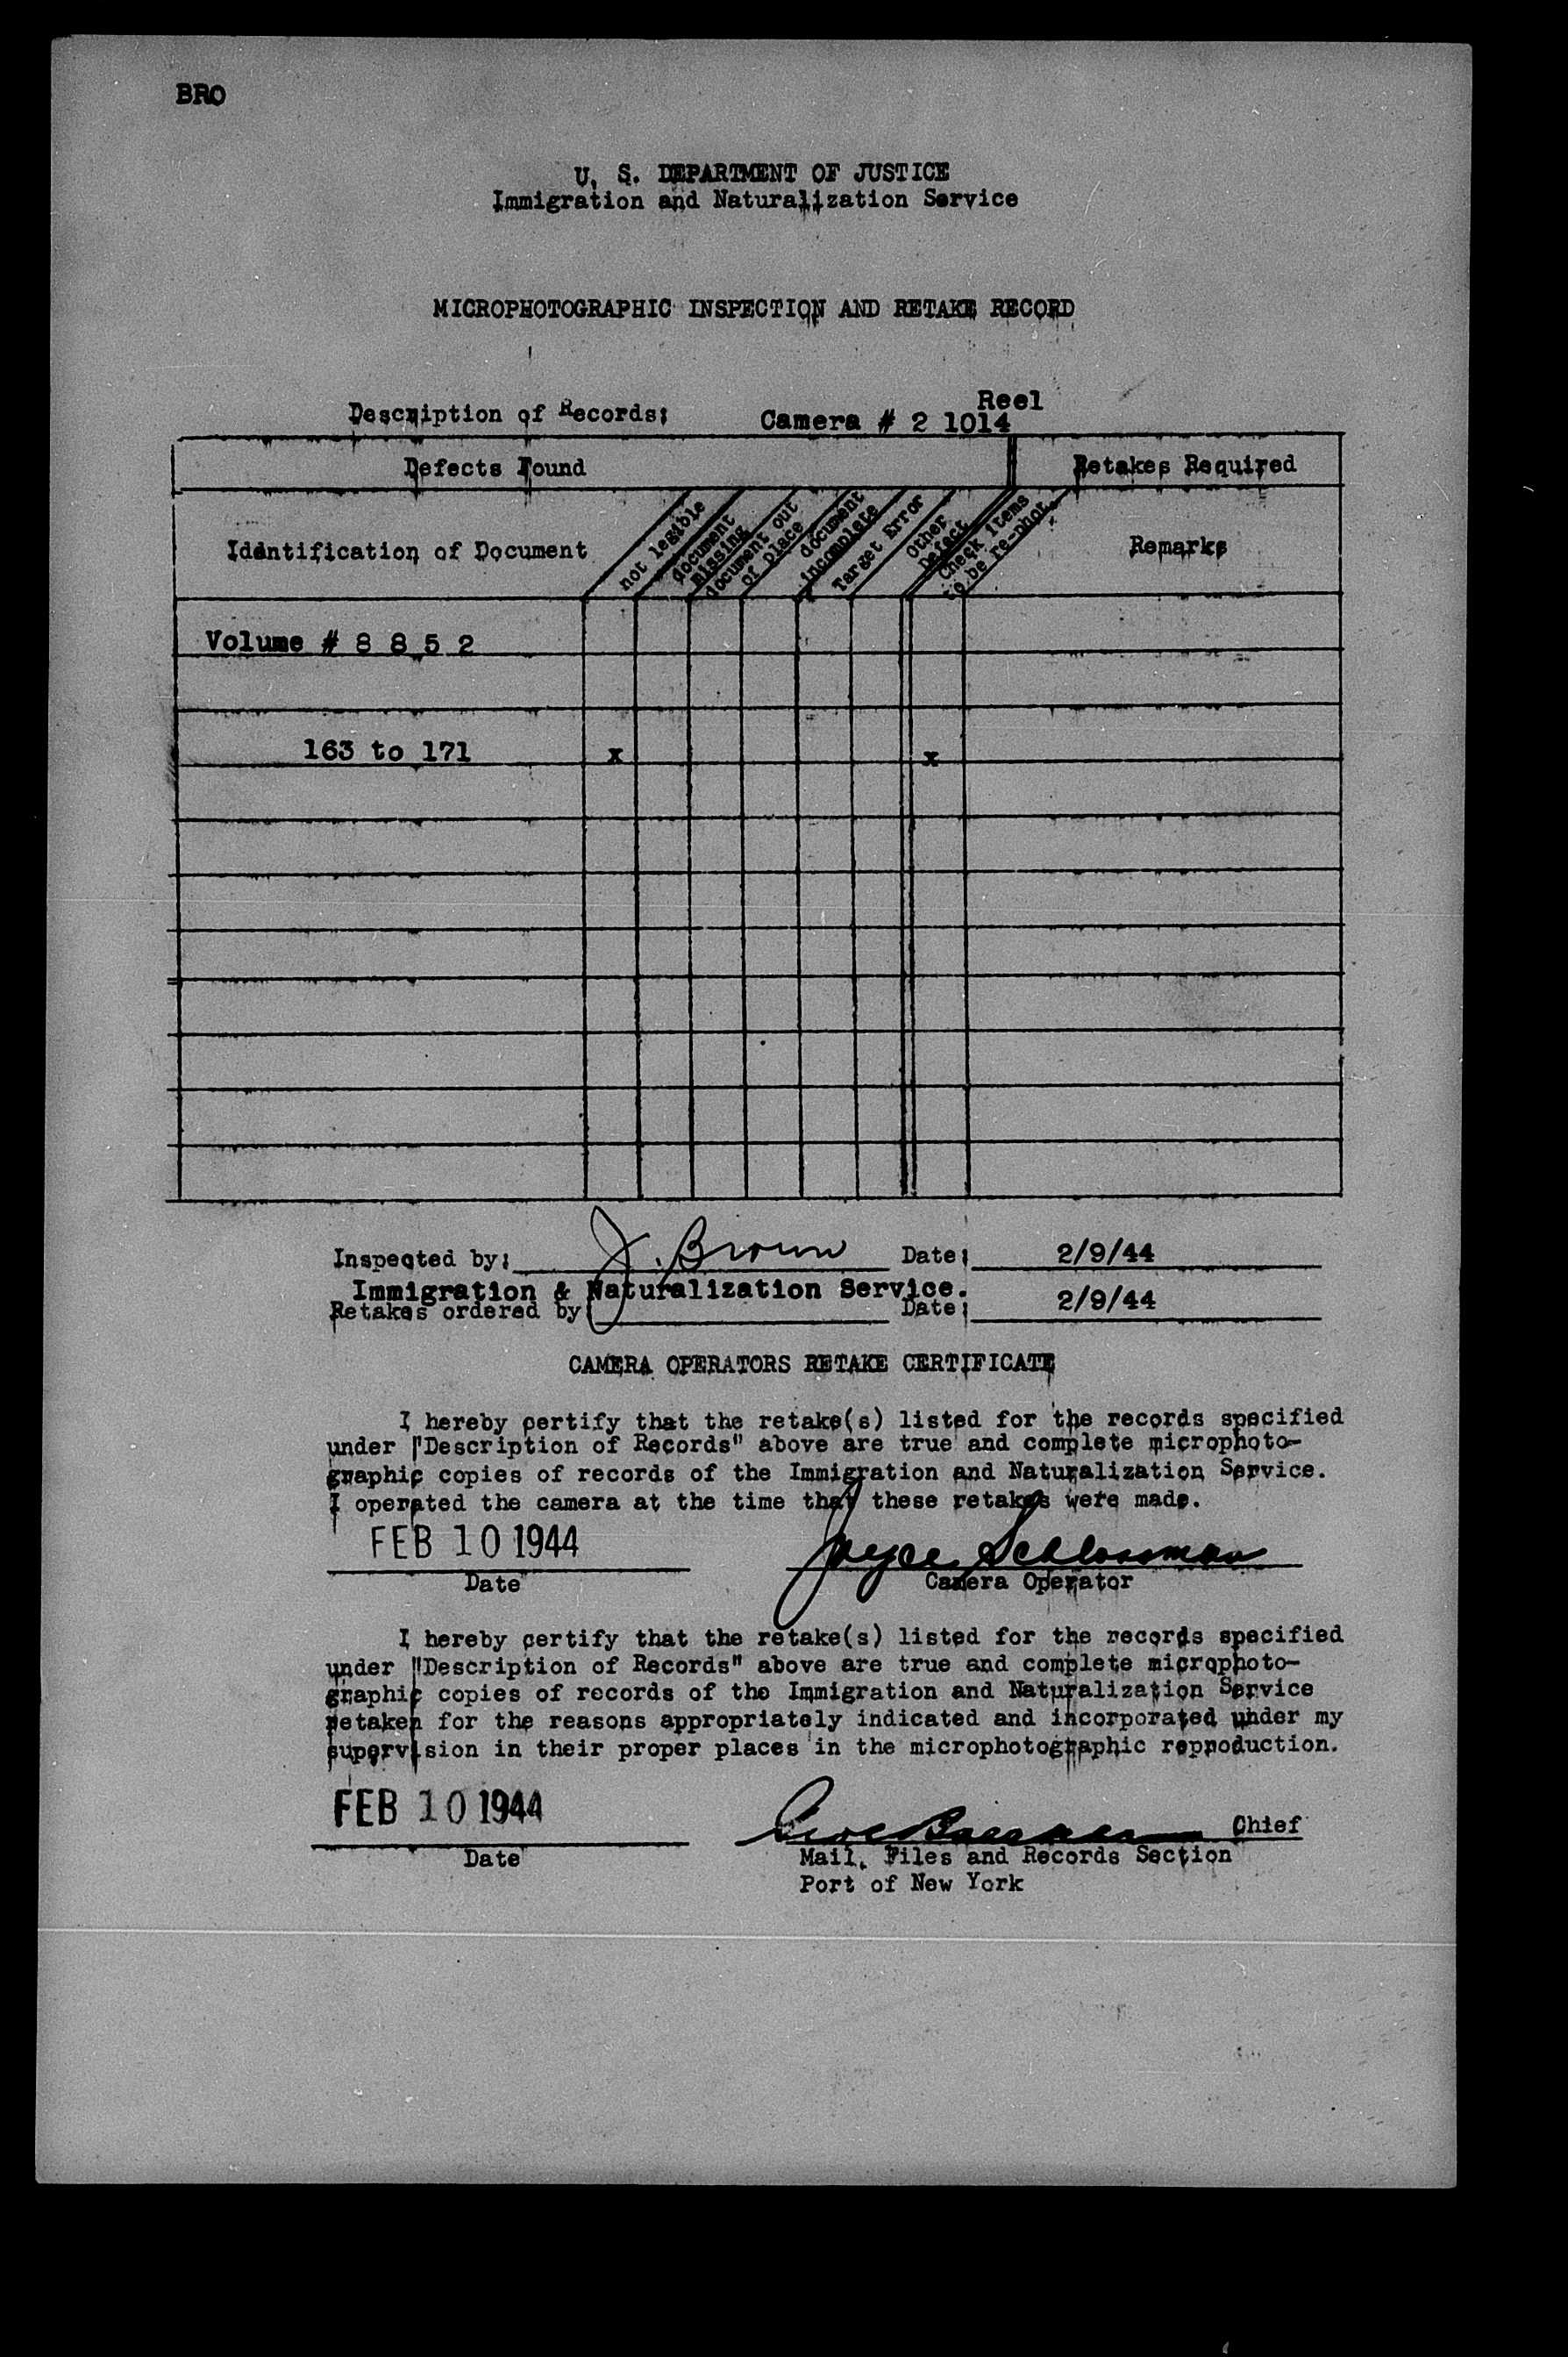 BRO
U. S. DEPARTMENT OF JUSTICE
Immigration and Naturalization Service
MICROPHOTOGRAPHIC INSPECTION AND RETAKE RECORD
Reel
Description of Records: Camera # 2 1014
Defects Found Retakes Required
Identification of Document
not legible
document
missing
document out
of place
document
incomplete
Target Error
Other
Defect
Check items
to be re-phot.
Remarks
Volume # 8 8 5 2
163 to 171 x x
Inspected by: J. Brown Date: 2/9/44
Immigration & Naturalization Service.
Retakes ordered by: Date: 2/9/44
CAMERA OPERATORS RETAKE CERTIFICATE
I hereby certify that the retake(s) listed for the records specified
under "Description of Records" above are true and complete microphoto-
graphic copies of records of the Immigration and Naturalization Service.
I operated the camera at the time that these retakes were made.
FEB 10 1944 Joyce Schlossman
Date Camera Operator
I hereby certify that the retake(s) listed for the records specified
under "Description of Records" above are true and complete microphoto-
graphic copies of records of the Immigration and Naturalization Service
retaken for the reasons appropriately indicated and incorporated under my
supervision in their proper places in the microphotographic reproduction.
FEB 10 1944 Chief
Date Mail, Files and Records Section
Port of New York